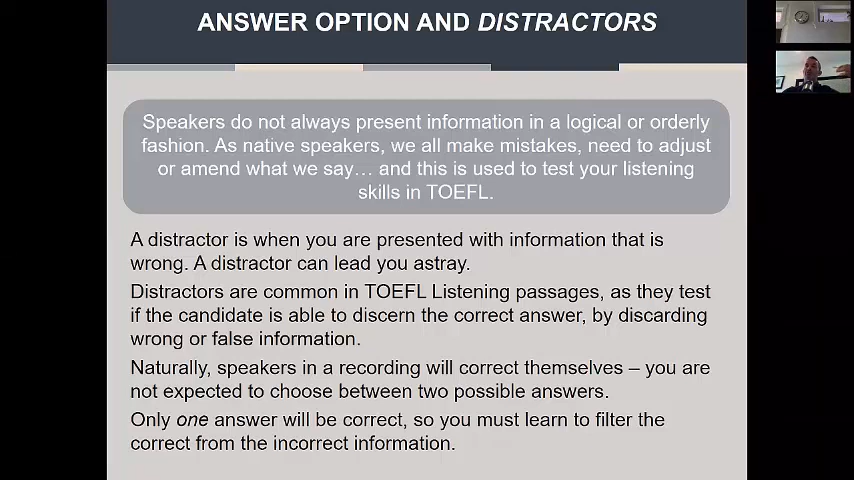 ANSWER OPTION AND DISTRACTORS
Speakers do not always present information in a logical or orderly
fashion. As native speakers, we all make mistakes, need to adjust
or amend what we say… and this is used to test your listening
skills in TOEFL.
A distractor is when you are presented with information that is
wrong. A distractor can lead you astray.
Distractors are common in TOEFL Listening passages, as they test
if the candidate is able to discern the correct answer, by discarding
wrong or false information.
Naturally, speakers in a recording will correct themselves – you are
not expected to choose between two possible answers.
Only one answer will be correct, so you must learn to filter the
correct from the incorrect information.